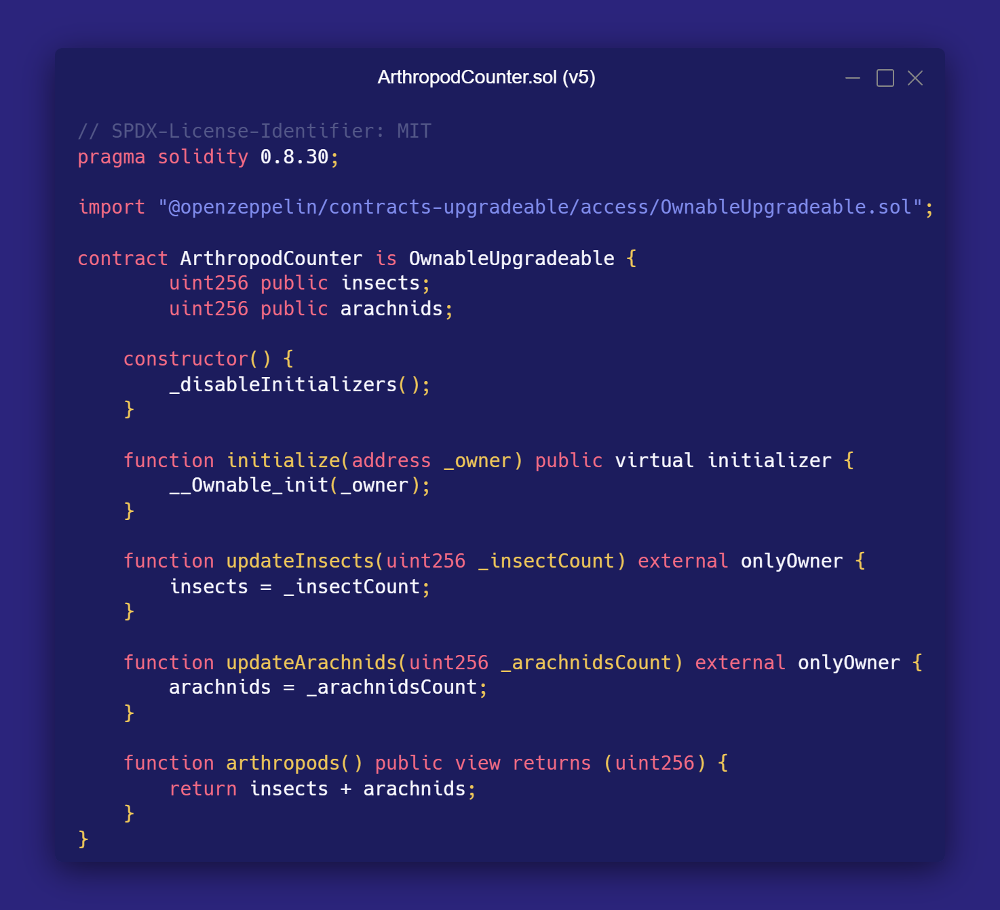 ArthropodCounter.sol (v5)
// SPDX-License-Identifier: MIT
pragma solidity 0.8.30;
import "@openzeppelin/contracts-upgradeable/access/OwnableUpgradeable.sol";
contract ArthropodCounter is OwnableUpgradeable {
uint256 public insects;
uint256 public arachnids;
constructor() {
_disableInitializers();
}
function initialize(address _owner) public virtual initializer {
__Ownable_init(_owner);
}
function updateInsects(uint256 _insectCount) external onlyOwner {
insects = _insectCount;
}
function updateArachnids(uint256 _arachnidsCount) external onlyOwner {
arachnids = _arachnidsCount;
}
function arthropods() public view returns (uint256) {
return insects + arachnids;
}
}